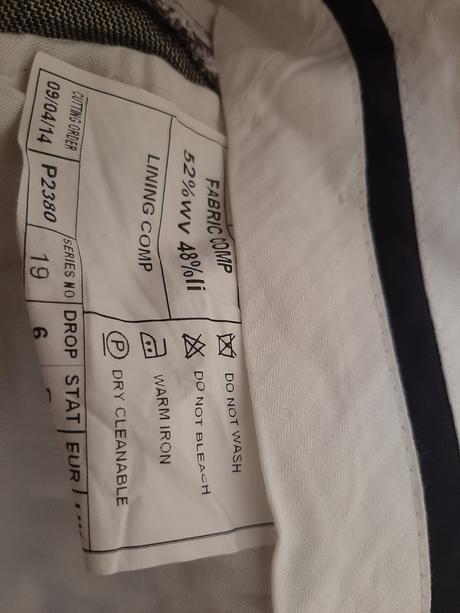 FABRIC COMP
52%wv 48%li
LINING COMP
CUTTING ORDER
09/04/14 P2380
SERIES NO DROP STAT EUR
19 6
DO NOT WASH
DO NOT BLEACH
WARM IRON
P DRY CLEANABLE